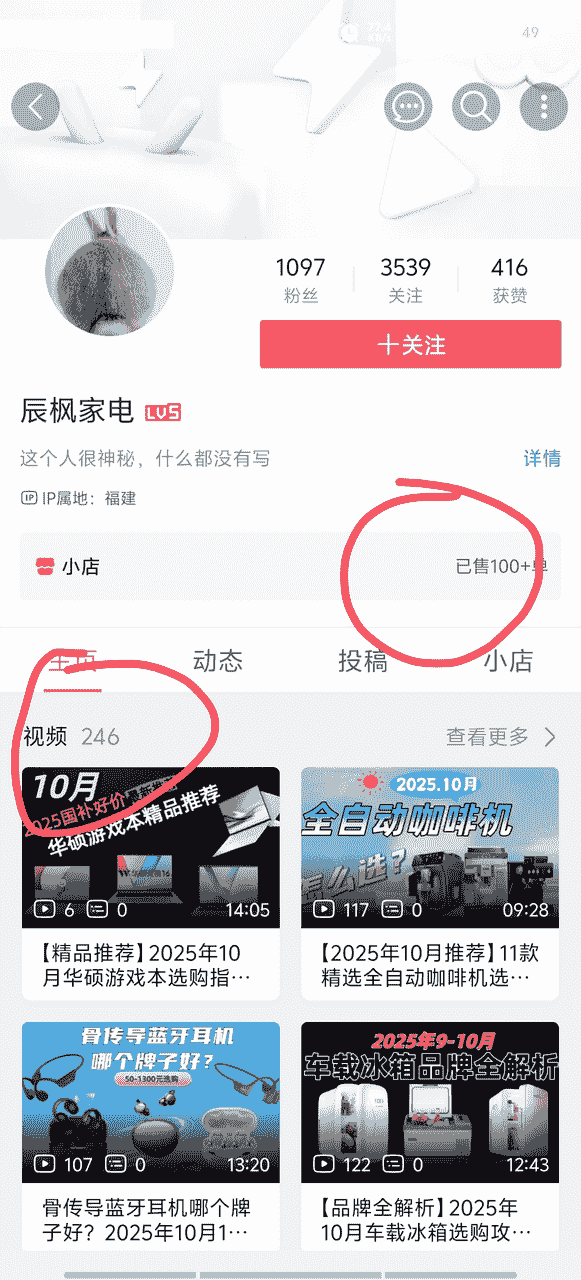 49
1097
3539
416
粉丝
关注
获赞
十关注
辰枫家电 LV5
这个人很神秘，什么都没有写
详情
IP IP属地：福建
小店
已售100+单
主页
动态
投稿
小店
视频 246
查看更多
10月
2025国补好价
华硕游戏本精品推荐
6 0 14:05
【精品推荐】2025年10
月华硕游戏本选购指…
2025.10月
全自动咖啡机
怎么选？
117 0 09:28
【2025年10月推荐】11款
精选全自动咖啡机选…
骨传导蓝牙耳机
哪个牌子好？
50-1300元选购
107 0 13:20
骨传导蓝牙耳机哪个牌
子好？2025年10月1…
2025年9-10月
车载冰箱品牌全解析
122 0 12:43
【品牌全解析】2025年
10月车载冰箱选购攻…